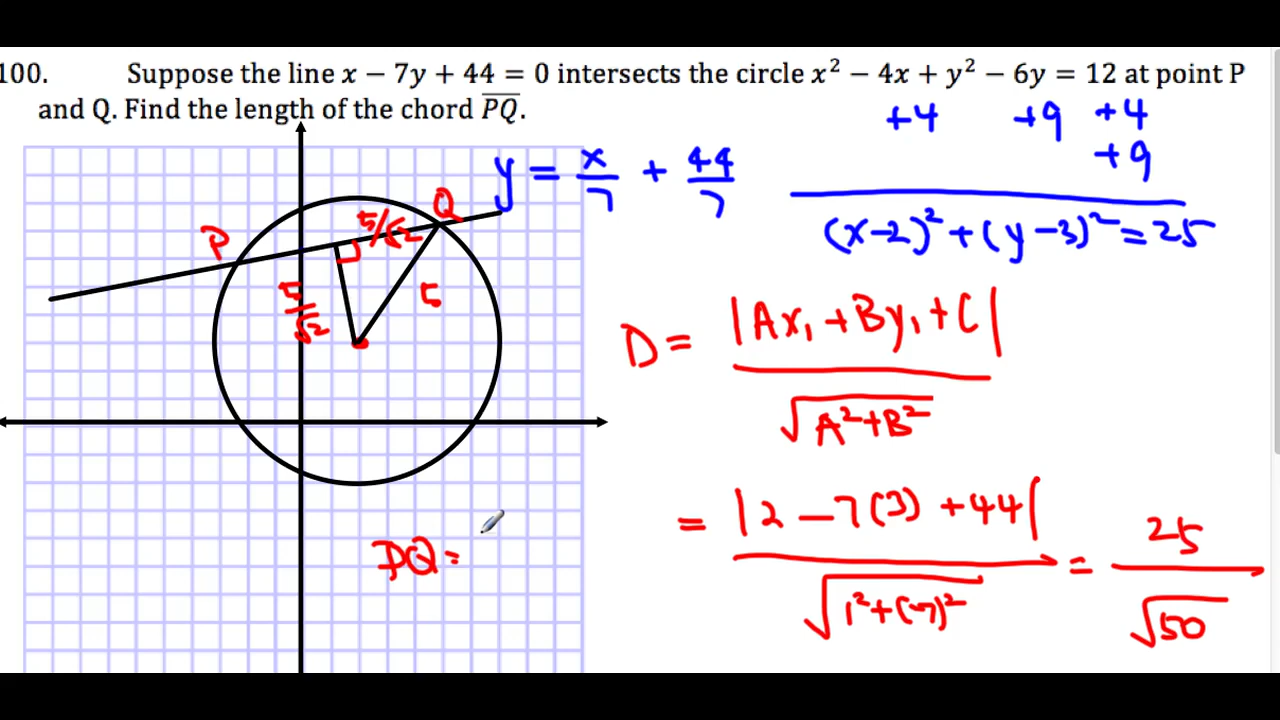 100. Suppose the line x − 7y + 44 = 0 intersects the circle x² − 4x + y² − 6y = 12 at point P
and Q. Find the length of the chord P̅Q̅.
+4 +9 +4
+9
y = x/7 + 44/7
(x-2)² + (y-3)² = 25
P
Q
5/√2
5/√2
5
D = |Ax₁ + By₁ + C| / √(A² + B²)
= |2 - 7(3) + 44| / √(1² + (-7)²) = 25/√50
PQ =